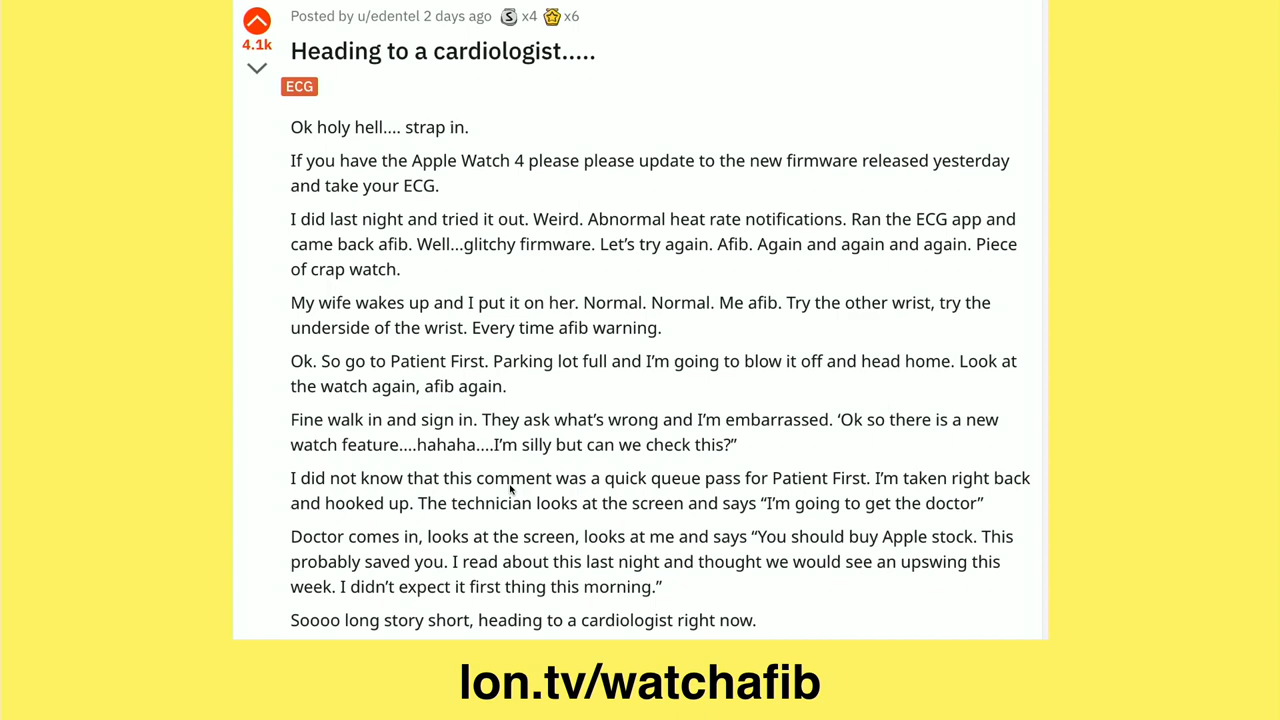 Posted by u/edentel 2 days ago x4 x6
4.1k
Heading to a cardiologist.....
ECG
Ok holy hell.... strap in.
If you have the Apple Watch 4 please please update to the new firmware released yesterday
and take your ECG.
I did last night and tried it out. Weird. Abnormal heat rate notifications. Ran the ECG app and
came back afib. Well...glitchy firmware. Let’s try again. Afib. Again and again and again. Piece
of crap watch.
My wife wakes up and I put it on her. Normal. Normal. Me afib. Try the other wrist, try the
underside of the wrist. Every time afib warning.
Ok. So go to Patient First. Parking lot full and I’m going to blow it off and head home. Look at
the watch again, afib again.
Fine walk in and sign in. They ask what’s wrong and I’m embarrassed. ‘Ok so there is a new
watch feature....hahaha....I’m silly but can we check this?”
I did not know that this comment was a quick queue pass for Patient First. I’m taken right back
and hooked up. The technician looks at the screen and says “I’m going to get the doctor”
Doctor comes in, looks at the screen, looks at me and says “You should buy Apple stock. This
probably saved you. I read about this last night and thought we would see an upswing this
week. I didn’t expect it first thing this morning.”
Soooo long story short, heading to a cardiologist right now.
lon.tv/watchafib